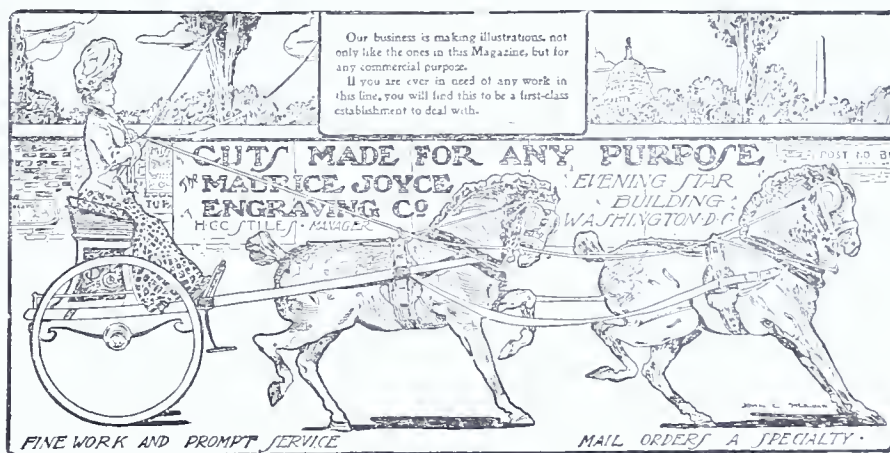 Our business is making illustrations, not
only like the ones in this Magazine, but for
any commercial purpose.
If you are ever in need of any work in
this line, you will find this to be a first-class
establishment to deal with.
CUTS MADE FOR ANY PURPOSE
THE MAURICE JOYCE
ENGRAVING CO
H.C.C. STILES · MANAGER
EVENING STAR
BUILDING
WASHINGTON D.C.
POST NO
FINE WORK AND PROMPT SERVICE
MAIL ORDERS A SPECIALTY ·